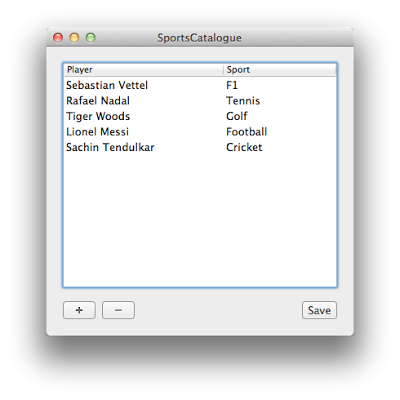 SportsCatalogue
Player Sport
Sebastian Vettel F1
Rafael Nadal Tennis
Tiger Woods Golf
Lionel Messi Football
Sachin Tendulkar Cricket
+ − Save